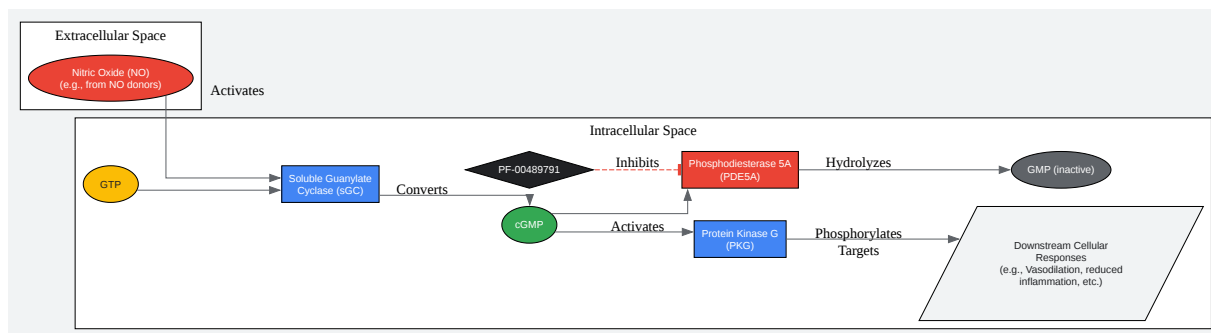 Extracellular Space
Nitric Oxide (NO)
(e.g., from NO donors)
Activates
Intracellular Space
GTP
Soluble Guanylate
Cyclase (sGC)
Converts
PF-00489791
Inhibits
Phosphodiesterase 5A
(PDE5A)
Hydrolyzes
GMP (inactive)
cGMP
Activates
Protein Kinase G
(PKG)
Phosphorylates
Targets
Downstream Cellular
Responses
(e.g., Vasodilation, reduced
inflammation, etc.)